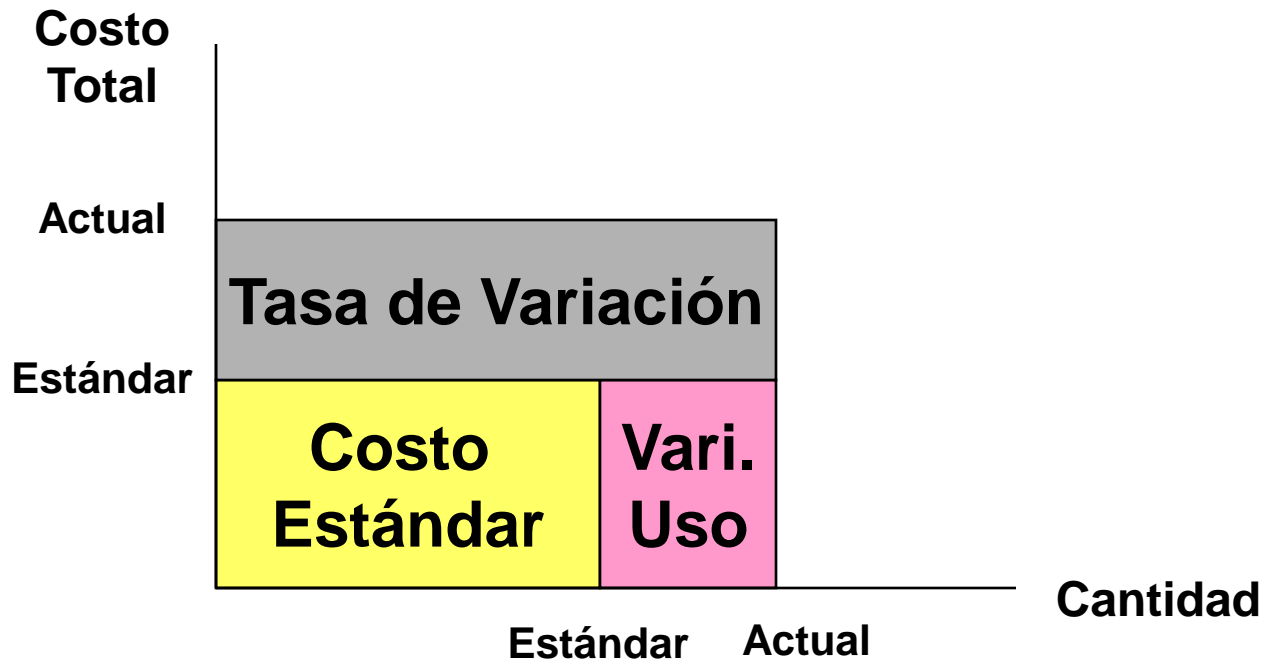 Costo
Total
Actual
Tasa de Variación
Estándar
Costo
Estándar
Vari.
Uso
Cantidad
Estándar
Actual